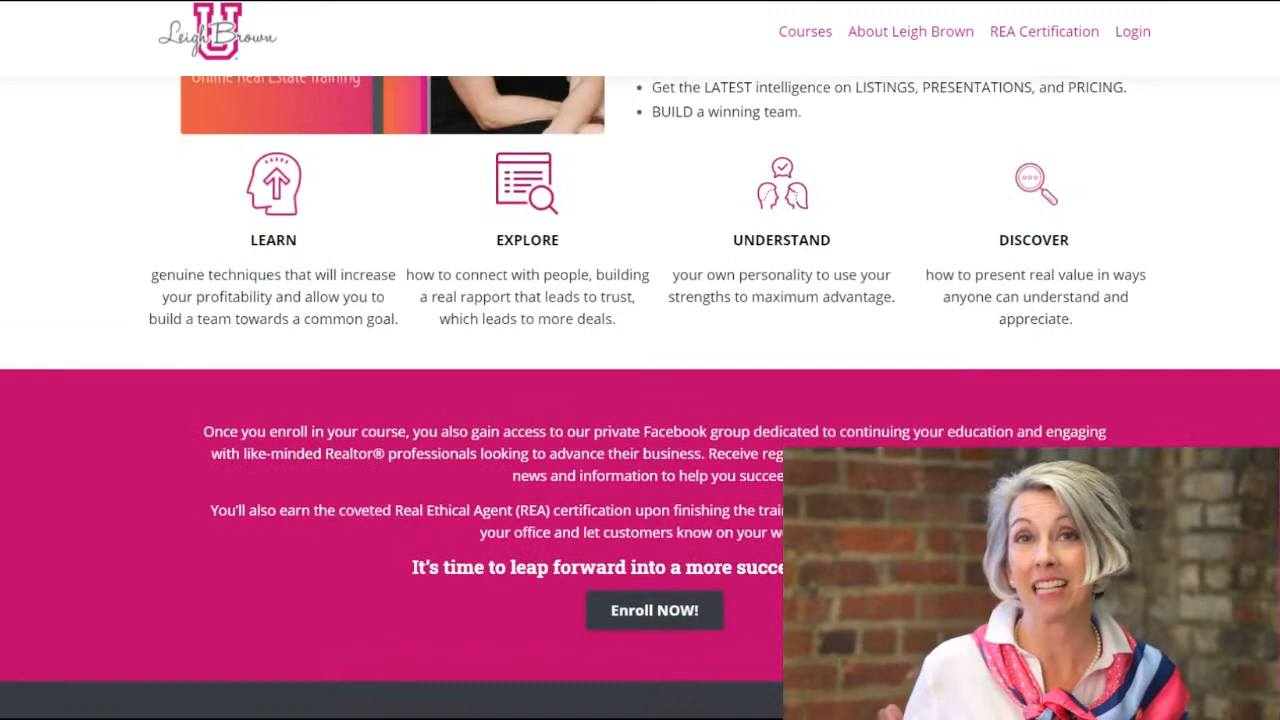 U
Leigh Brown
Courses About Leigh Brown REA Certification Login
Online Real Estate Training
• Get the LATEST intelligence on LISTINGS, PRESENTATIONS, and PRICING.
• BUILD a winning team.
LEARN
genuine techniques that will increase
your profitability and allow you to
build a team towards a common goal.
EXPLORE
how to connect with people, building
a real rapport that leads to trust,
which leads to more deals.
UNDERSTAND
your own personality to use your
strengths to maximum advantage.
DISCOVER
how to present real value in ways
anyone can understand and
appreciate.
Once you enroll in your course, you also gain access to our private Facebook group dedicated to continuing your education and engaging
with like-minded Realtor® professionals looking to advance their business. Receive reg
news and information to help you succee
You'll also earn the coveted Real Ethical Agent (REA) certification upon finishing the trai
your office and let customers know on your w
It's time to leap forward into a more succe
Enroll NOW!